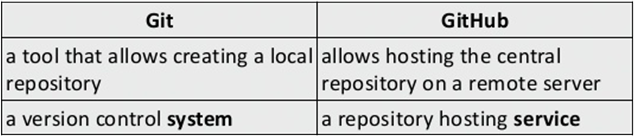 Git
GitHub
a tool that allows creating a local
repository
allows hosting the central
repository on a remote server
a version control system
a repository hosting service